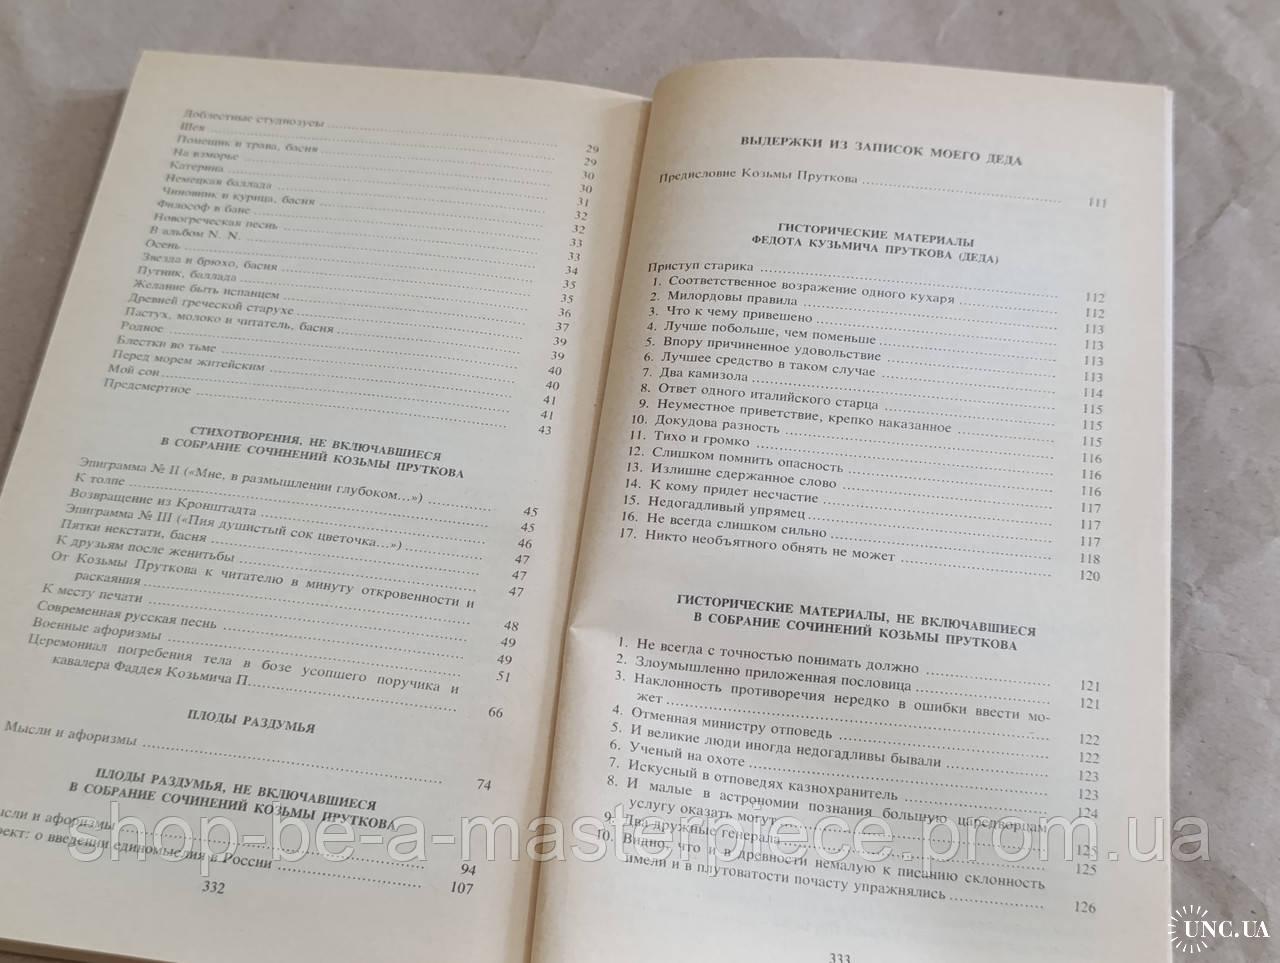 Доблестные студиозусы ........ 29
Шея ........ 29
Помещик и трава, басня ........ 30
На взморье ........ 30
Катерина ........ 31
Немецкая баллада ........ 32
Чиновник и курица, басня ........ 32
Философ в бане ........ 33
Новогреческая песнь ........ 33
В альбом N. N. ........ 34
Осень ........ 35
Звезда и брюхо, басня ........ 35
Путник, баллада ........ 36
Желание быть испанцем ........ 37
Древней греческой старухе ........ 39
Пастух, молоко и читатель, басня ........ 39
Родное ........ 40
Блестки во тьме ........ 40
Перед морем житейским ........ 41
Мой сон ........ 41
Предсмертное ........ 43
СТИХОТВОРЕНИЯ, НЕ ВКЛЮЧАВШИЕСЯ
В СОБРАНИЕ СОЧИНЕНИЙ КОЗЬМЫ ПРУТКОВА
Эпиграмма № II («Мне, в размышлении глубоком...») ........ 45
К толпе ........ 45
Возвращение из Кронштадта ........ 46
Эпиграмма № III («Пия душистый сок цветочка...») ........ 47
Пятки некстати, басня ........ 47
К друзьям после женитьбы ........ 47
От Козьмы Пруткова к читателю в минуту откровенности и
раскаяния ........ 48
К месту печати ........ 49
Современная русская песнь ........ 49
Военные афоризмы ........ 51
Церемониал погребения тела в бозе усопшего поручика и
кавалера Фаддея Козьмича П. ........ 66
ПЛОДЫ РАЗДУМЬЯ
Мысли и афоризмы ........ 74
ПЛОДЫ РАЗДУМЬЯ, НЕ ВКЛЮЧАВШИЕСЯ
В СОБРАНИЕ СОЧИНЕНИЙ КОЗЬМЫ ПРУТКОВА
ысли и афоризмы ........ 94
ект: о введении единомыслия в России ........ 107
332
ВЫДЕРЖКИ ИЗ ЗАПИСОК МОЕГО ДЕДА
Предисловие Козьмы Пруткова ........ 111
ГИСТОРИЧЕСКИЕ МАТЕРИАЛЫ
ФЕДОТА КУЗЬМИЧА ПРУТКОВА (ДЕДА)
Приступ старика ........ 112
1. Соответственное возражение одного кухаря ........ 112
2. Милордовы правила ........ 113
3. Что к чему привешено ........ 113
4. Лучше побольше, чем поменьше ........ 113
5. Впору причиненное удовольствие ........ 113
6. Лучшее средство в таком случае ........ 114
7. Два камизола ........ 115
8. Ответ одного италийского старца ........ 115
9. Неуместное приветствие, крепко наказанное ........ 115
10. Докудова разность ........ 116
11. Тихо и громко ........ 116
12. Слишком помнить опасность ........ 116
13. Излишне сдержанное слово ........ 117
14. К кому придет несчастие ........ 117
15. Недогадливый упрямец ........ 117
16. Не всегда слишком сильно ........ 118
17. Никто необъятного обнять не может ........ 120
ГИСТОРИЧЕСКИЕ МАТЕРИАЛЫ, НЕ ВКЛЮЧАВШИЕСЯ
В СОБРАНИЕ СОЧИНЕНИЙ КОЗЬМЫ ПРУТКОВА
1. Не всегда с точностью понимать должно ........ 121
2. Злоумышленно приложенная пословица ........ 121
3. Наклонность противоречия нередко в ошибки ввести мо-
жет ........ 122
4. Отменная министру отповедь ........ 122
5. И великие люди иногда недогадливы бывали ........ 123
6. Ученый на охоте ........ 123
7. Искусный в отповедях казнохранитель ........ 124
8. И малые в астрономии познания большую царедворцам
услугу оказать могут ........ 125
9. Два дружные генерала ........ 125
10. Видно, что и в древности немалую к писанию склонность
имели и в плутоватости почасту упражнялись ........ 126
333
shop-be-a-masterpiece.prom.ua
UNC.UA